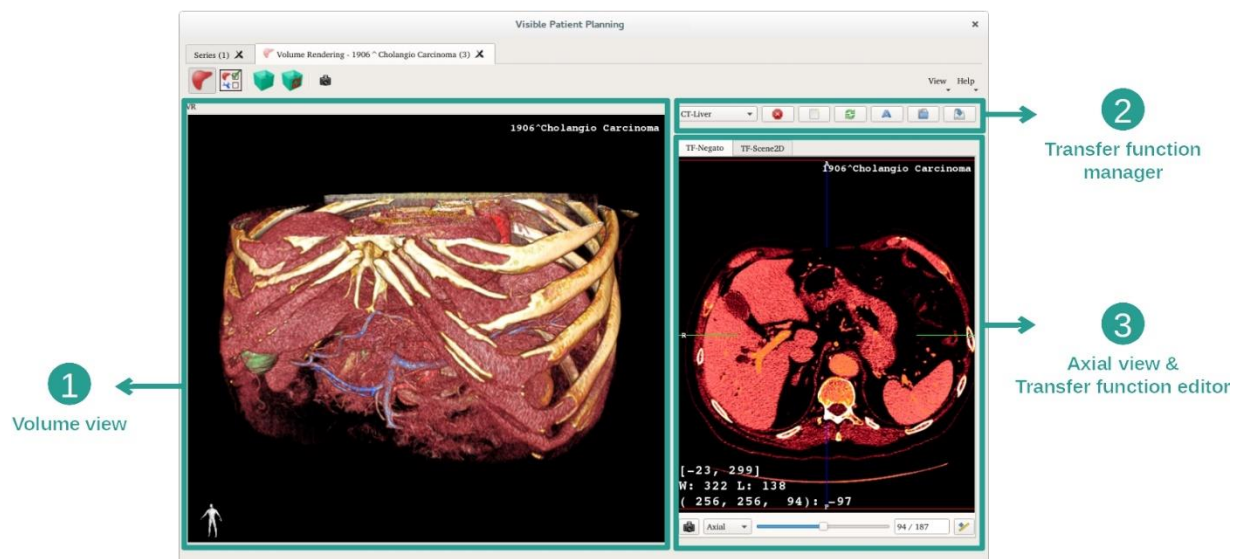 Visible Patient Planning
Series (1)
Volume Rendering - 1906 ^ Cholangio Carcinoma (3)
View Help
VR
1906^Cholangio Carcinoma
CT-Liver
TF-Negato TF-Scene2D
1906^Cholangio Carcinoma
A
R
[-23, 299]
W: 322 L: 138
( 256, 256, 94): -97
P
Axial
94 / 187
1
Volume view
2
Transfer function
manager
3
Axial view &
Transfer function editor